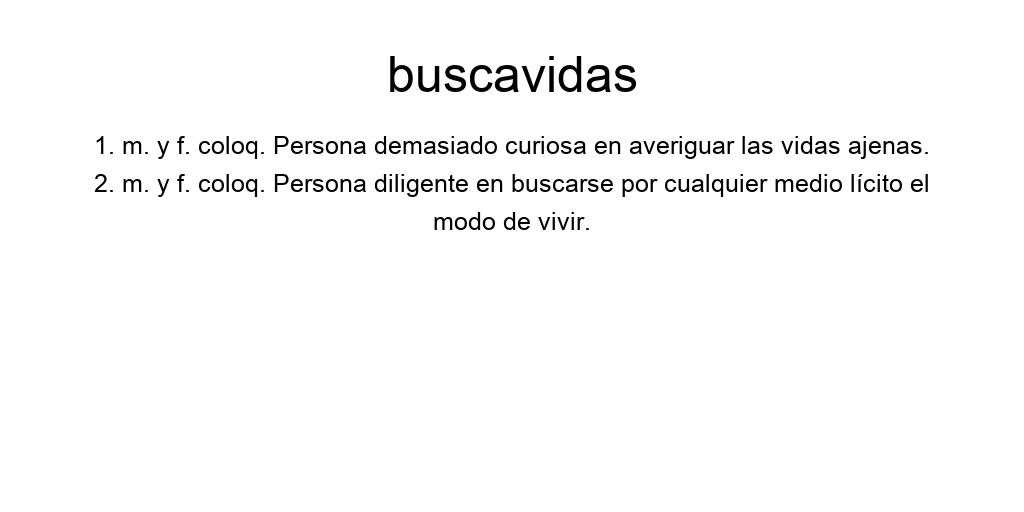 buscavidas
1. m. y f. coloq. Persona demasiado curiosa en averiguar las vidas ajenas.
2. m. y f. coloq. Persona diligente en buscarse por cualquier medio lícito el
modo de vivir.